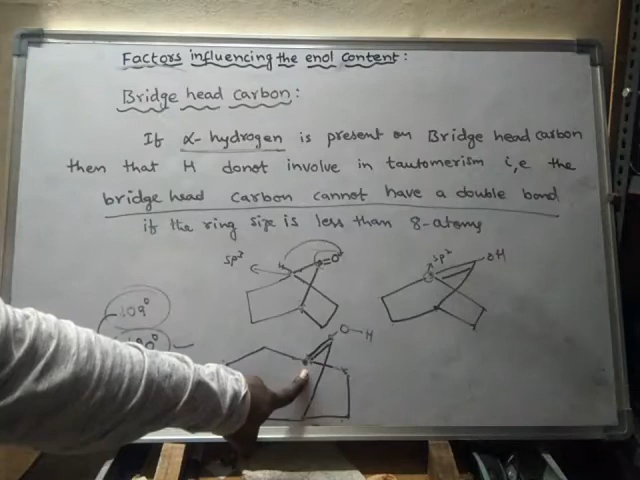 Factors influencing the enol content:
Bridge head carbon:
If α-hydrogen is present on Bridge head carbon
then that H donot involve in tautomerism i,e the
bridge head carbon cannot have a double bond
if the ring size is less than 8-atoms
sp³ H =O sp² OH
109°
O-H